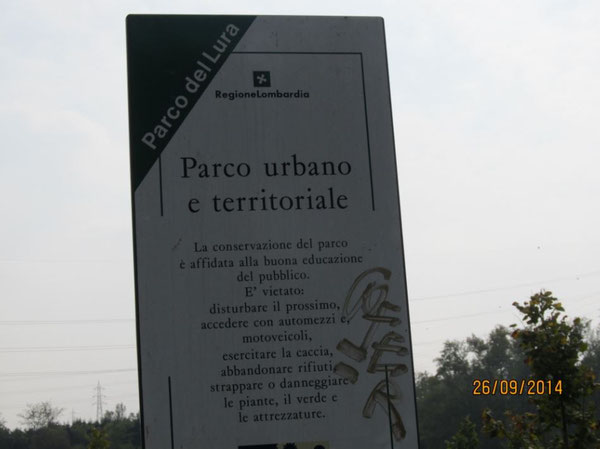 Parco del Lura
RegioneLombardia
Parco urbano
e territoriale
La conservazione del parco
è affidata alla buona educazione
del pubblico.
E' vietato:
disturbare il prossimo,
accedere con automezzi e
motoveicoli,
esercitare la caccia,
abbandonare rifiuti,
strappare o danneggiare
le piante, il verde e
le attrezzature.
26/09/2014